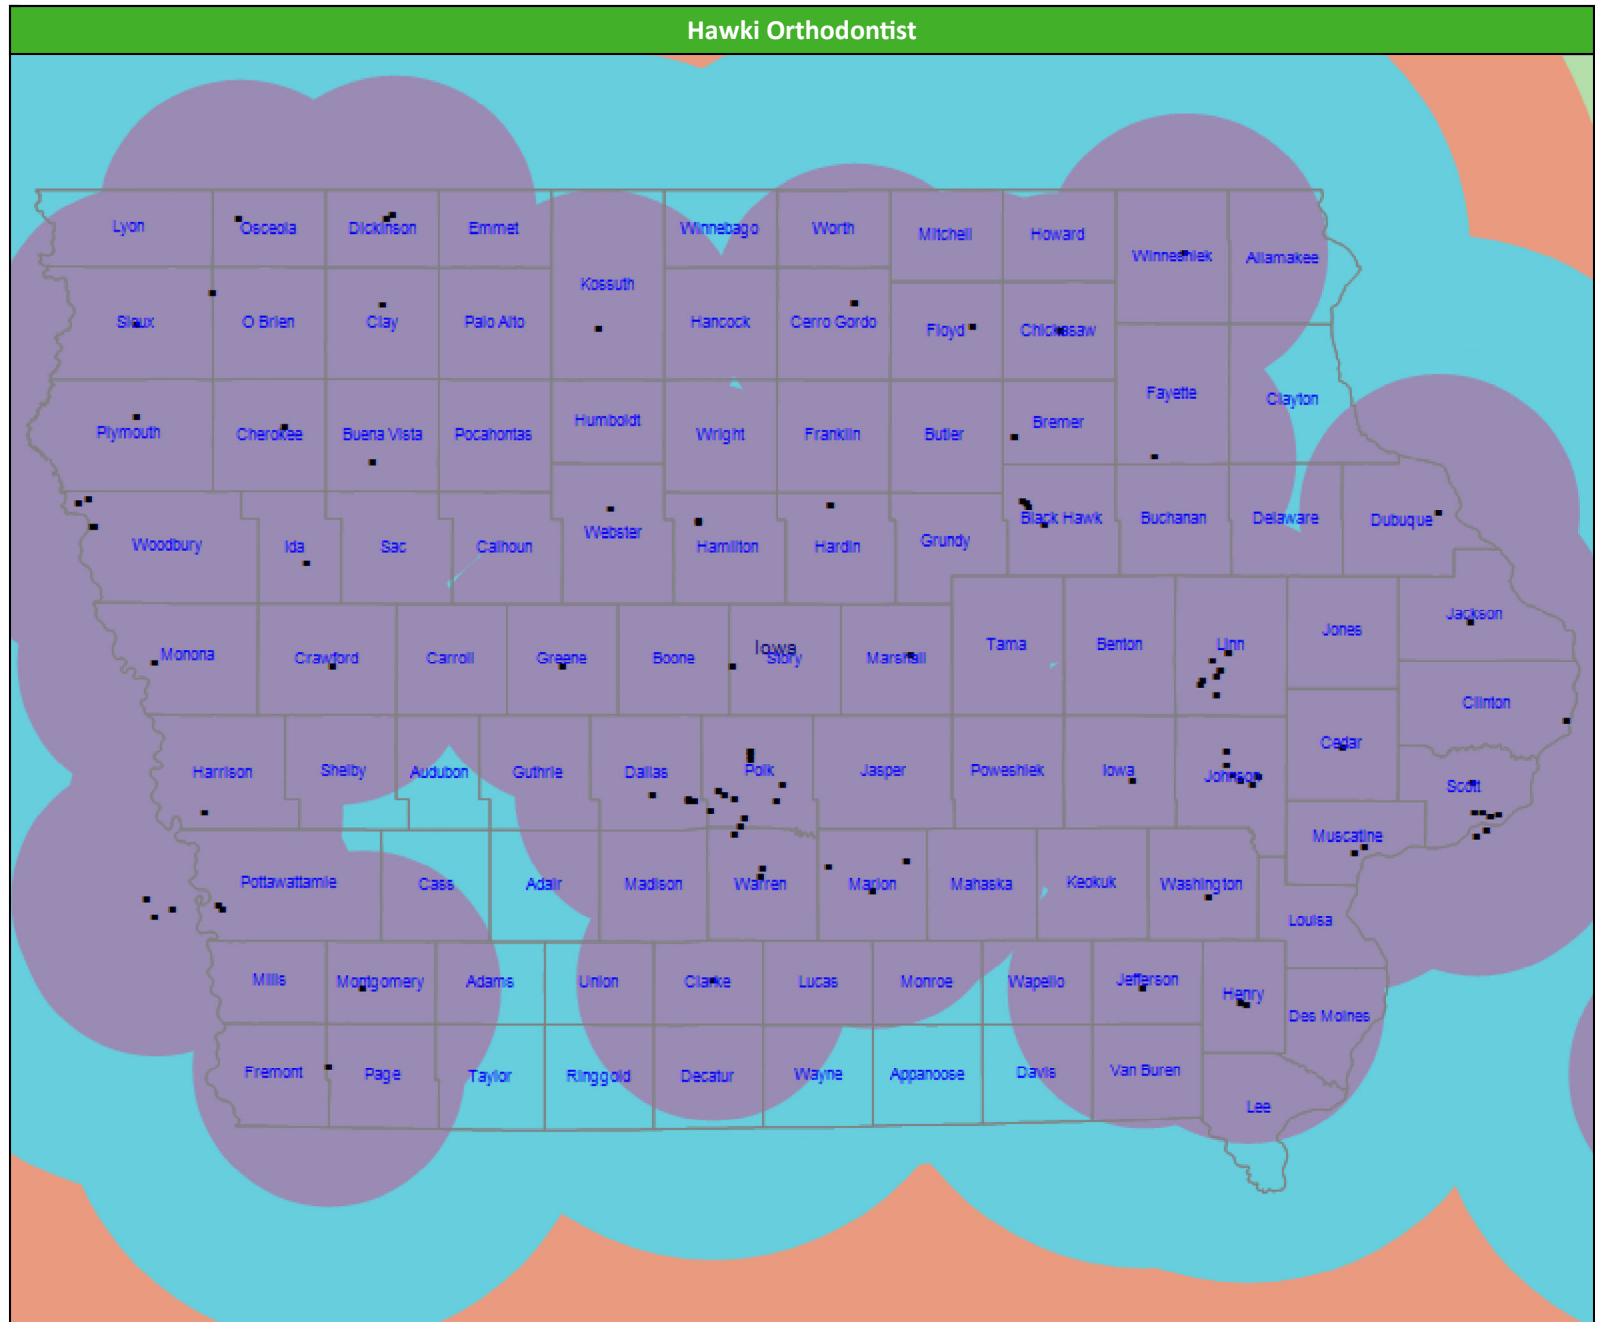 Hawki Orthodontist
Lyon
Osceola
Dickinson
Emmet
Winnebago
Worth
Mitchell
Howard
Winneshiek
Allamakee
Kossuth
Sioux
O Brien
Clay
Palo Alto
Hancock
Cerro Gordo
Floyd
Chickasaw
Fayette
Clayton
Plymouth
Cherokee
Buena Vista
Pocahontas
Humboldt
Wright
Franklin
Butler
Bremer
Woodbury
Ida
Sac
Calhoun
Webster
Hamilton
Hardin
Grundy
Black Hawk
Buchanan
Delaware
Dubuque
Monona
Crawford
Carroll
Greene
Boone
Iowa
Story
Marshall
Tama
Benton
Linn
Jones
Jackson
Clinton
Harrison
Shelby
Audubon
Guthrie
Dallas
Polk
Jasper
Poweshiek
Iowa
Johnson
Cedar
Scott
Muscatine
Pottawattamie
Cass
Adair
Madison
Warren
Marion
Mahaska
Keokuk
Washington
Louisa
Mills
Montgomery
Adams
Union
Clarke
Lucas
Monroe
Wapello
Jefferson
Henry
Des Moines
Fremont
Page
Taylor
Ringgold
Decatur
Wayne
Appanoose
Davis
Van Buren
Lee